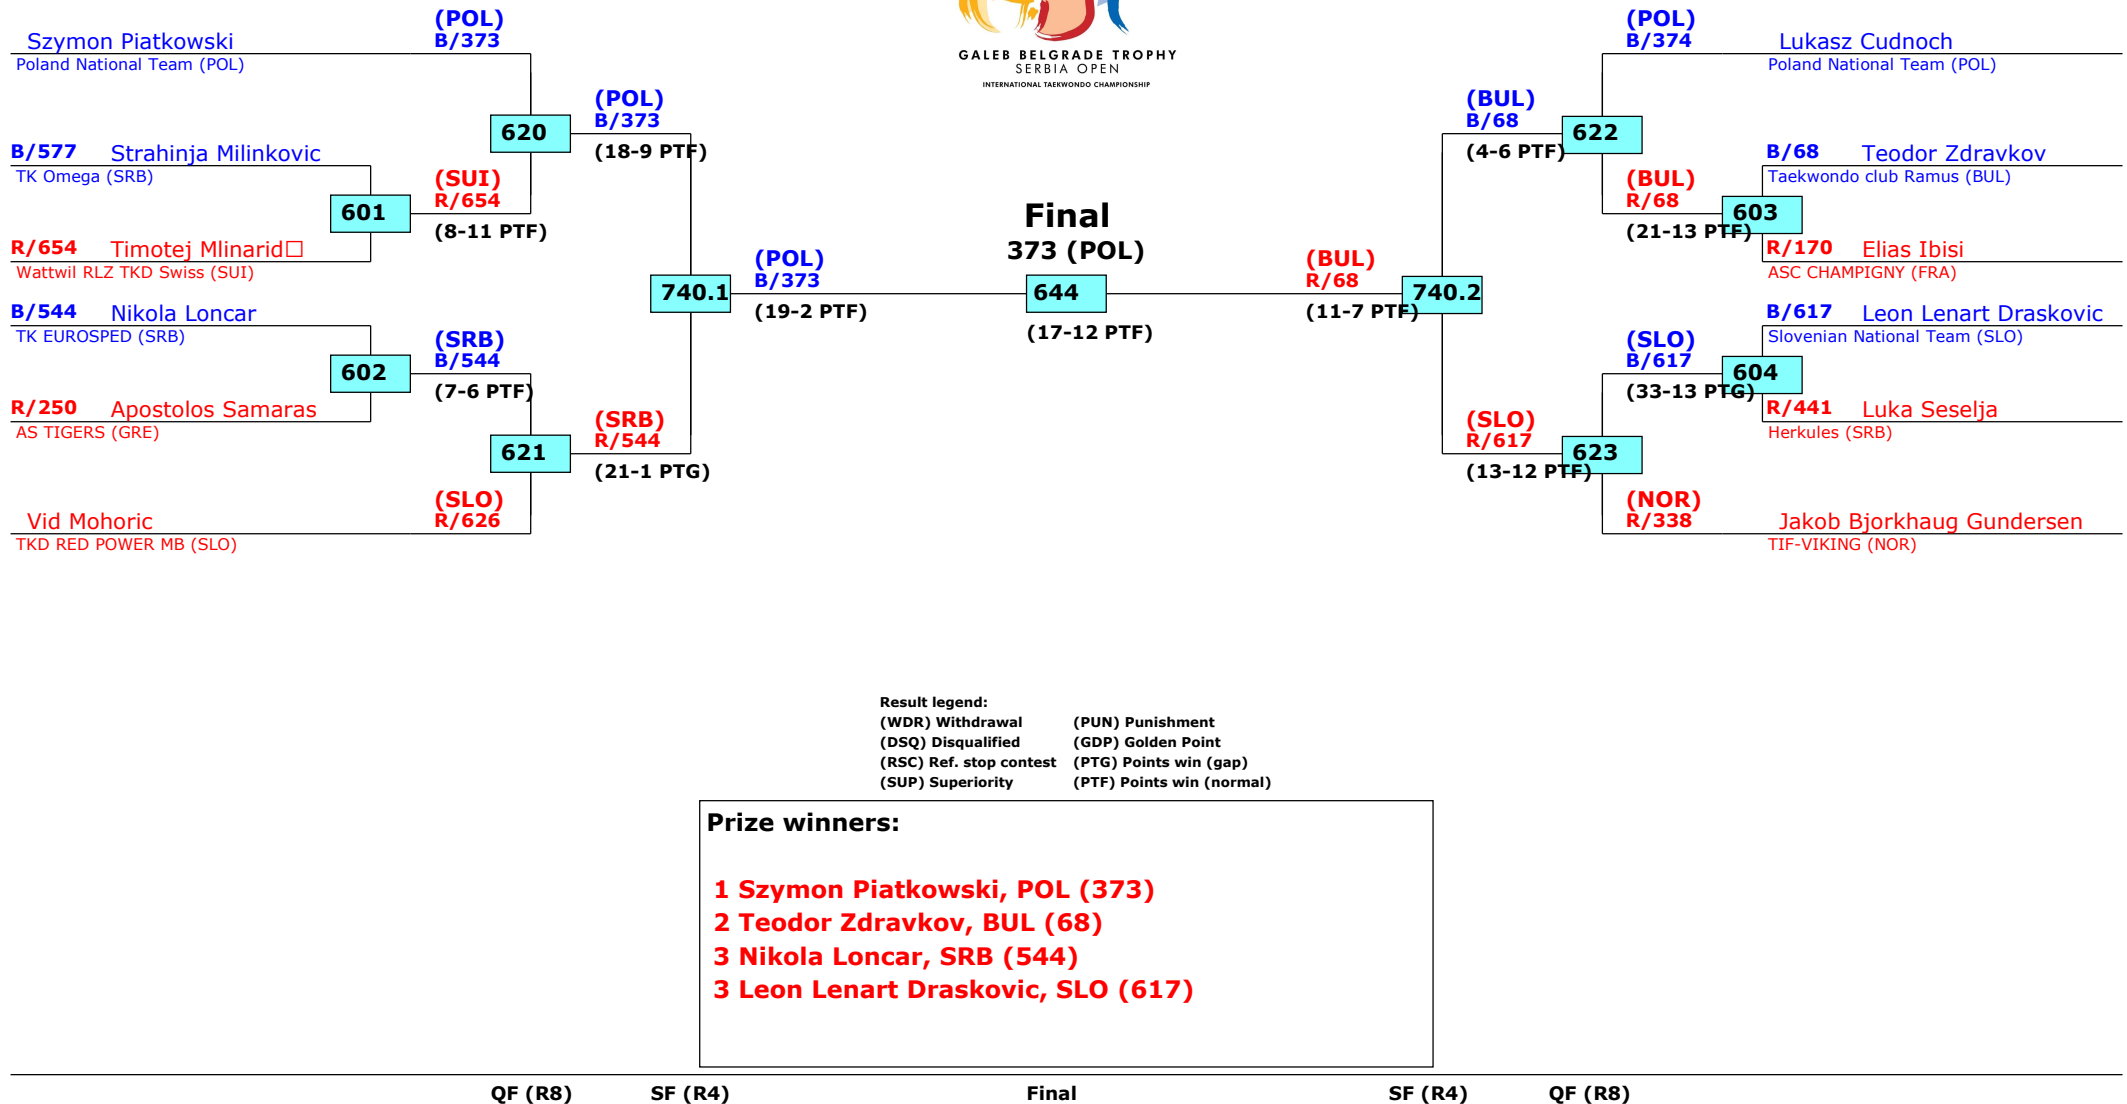 GALEB BELGRADE TROPHY
SERBIA OPEN
INTERNATIONAL TAEKWONDO CHAMPIONSHIP
(POL)
B/373
Szymon Piatkowski
Poland National Team (POL)
620
(POL)
B/373
(18-9 PTF)
B/577 Strahinja Milinkovic
TK Omega (SRB)
601
(SUI)
R/654
(8-11 PTF)
R/654 Timotej Mlinarid□
Wattwil RLZ TKD Swiss (SUI)
740.1
(POL)
B/373
(19-2 PTF)
B/544 Nikola Loncar
TK EUROSPED (SRB)
602
(SRB)
B/544
(7-6 PTF)
R/250 Apostolos Samaras
AS TIGERS (GRE)
621
(SRB)
R/544
(21-1 PTG)
(SLO)
R/626
Vid Mohoric
TKD RED POWER MB (SLO)
Final
373 (POL)
644
(17-12 PTF)
(POL)
B/374
Lukasz Cudnoch
Poland National Team (POL)
(BUL)
B/68
622
(4-6 PTF)
B/68 Teodor Zdravkov
Taekwondo club Ramus (BUL)
(BUL)
R/68
603
(21-13 PTF)
R/170 Elias Ibisi
ASC CHAMPIGNY (FRA)
(BUL)
R/68
740.2
(11-7 PTF)
B/617 Leon Lenart Draskovic
Slovenian National Team (SLO)
(SLO)
B/617
604
(33-13 PTG)
R/441 Luka Seselja
Herkules (SRB)
(SLO)
R/617
623
(13-12 PTF)
(NOR)
R/338
Jakob Bjorkhaug Gundersen
TIF-VIKING (NOR)
Result legend:
(WDR) Withdrawal (PUN) Punishment
(DSQ) Disqualified (GDP) Golden Point
(RSC) Ref. stop contest (PTG) Points win (gap)
(SUP) Superiority (PTF) Points win (normal)
Prize winners:
1 Szymon Piatkowski, POL (373)
2 Teodor Zdravkov, BUL (68)
3 Nikola Loncar, SRB (544)
3 Leon Lenart Draskovic, SLO (617)
QF (R8) SF (R4) Final SF (R4) QF (R8)